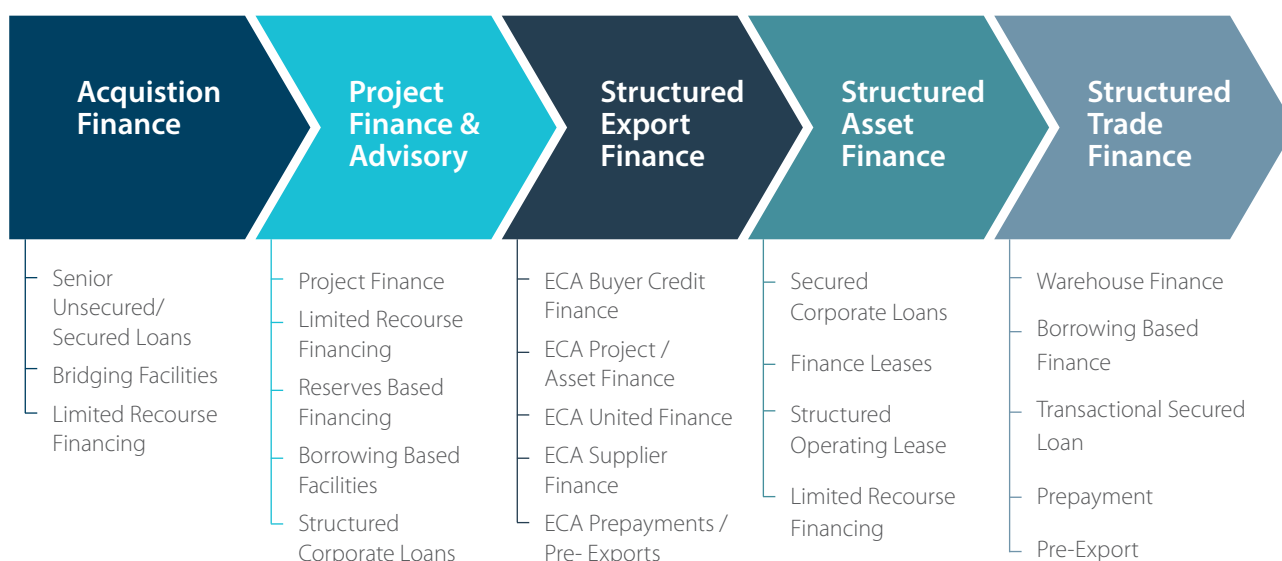 Acquistion
Finance
Project
Finance &
Advisory
Structured
Export
Finance
Structured
Asset
Finance
Structured
Trade
Finance
Senior
Unsecured/
Secured Loans
Bridging Facilities
Limited Recourse
Financing
Project Finance
Limited Recourse
Financing
Reserves Based
Financing
Borrowing Based
Facilities
Structured
Corporate Loans
ECA Buyer Credit
Finance
ECA Project /
Asset Finance
ECA United Finance
ECA Supplier
Finance
ECA Prepayments /
Pre- Exports
Secured
Corporate Loans
Finance Leases
Structured
Operating Lease
Limited Recourse
Financing
Warehouse Finance
Borrowing Based
Finance
Transactional Secured
Loan
Prepayment
Pre-Export